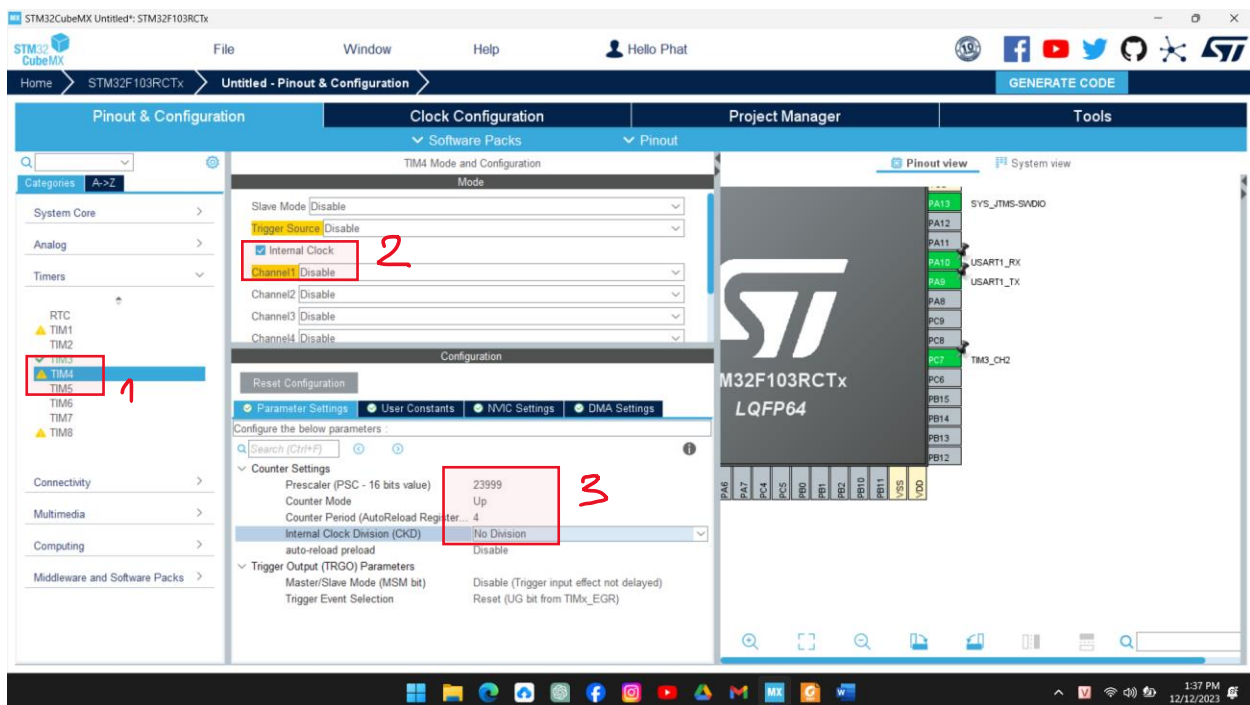 MX STM32CubeMX Untitled*: STM32F103RCTx
STM32 CubeMX
File Window Help Hello Phat
10
ST
Home STM32F103RCTx Untitled - Pinout & Configuration GENERATE CODE
Pinout & Configuration Clock Configuration Project Manager Tools
Software Packs Pinout
Categories A->Z
System Core
Analog
Timers
RTC
TIM1
TIM2
TIM3
TIM4
TIM5
TIM6
TIM7
TIM8
1
Connectivity
Multimedia
Computing
Middleware and Software Packs
TIM4 Mode and Configuration
Mode
Slave Mode Disable
Trigger Source Disable
Internal Clock
2
Channel1 Disable
Channel2 Disable
Channel3 Disable
Channel4 Disable
Configuration
Reset Configuration
Parameter Settings User Constants NVIC Settings DMA Settings
Configure the below parameters :
Search (Ctrl+F)
Counter Settings
Prescaler (PSC - 16 bits value) 23999
Counter Mode Up
Counter Period (AutoReload Register... 4
Internal Clock Division (CKD) No Division
auto-reload preload Disable
3
Trigger Output (TRGO) Parameters
Master/Slave Mode (MSM bit) Disable (Trigger input effect not delayed)
Trigger Event Selection Reset (UG bit from TIMx_EGR)
Pinout view System view
PA13 SYS_JTMS-SWDIO
PA12
PA11
PA10 USART1_RX
PA9 USART1_TX
PA8
PC9
PC8
PC7 TIM3_CH2
PC6
PB15
PB14
PB13
PB12
ST
M32F103RCTx
LQFP64
PA6 PA7 PC4 PC5 PB0 PB1 PB2 PB10 PB11 VSS VDD
MX
W
V
1:37 PM
12/12/2023